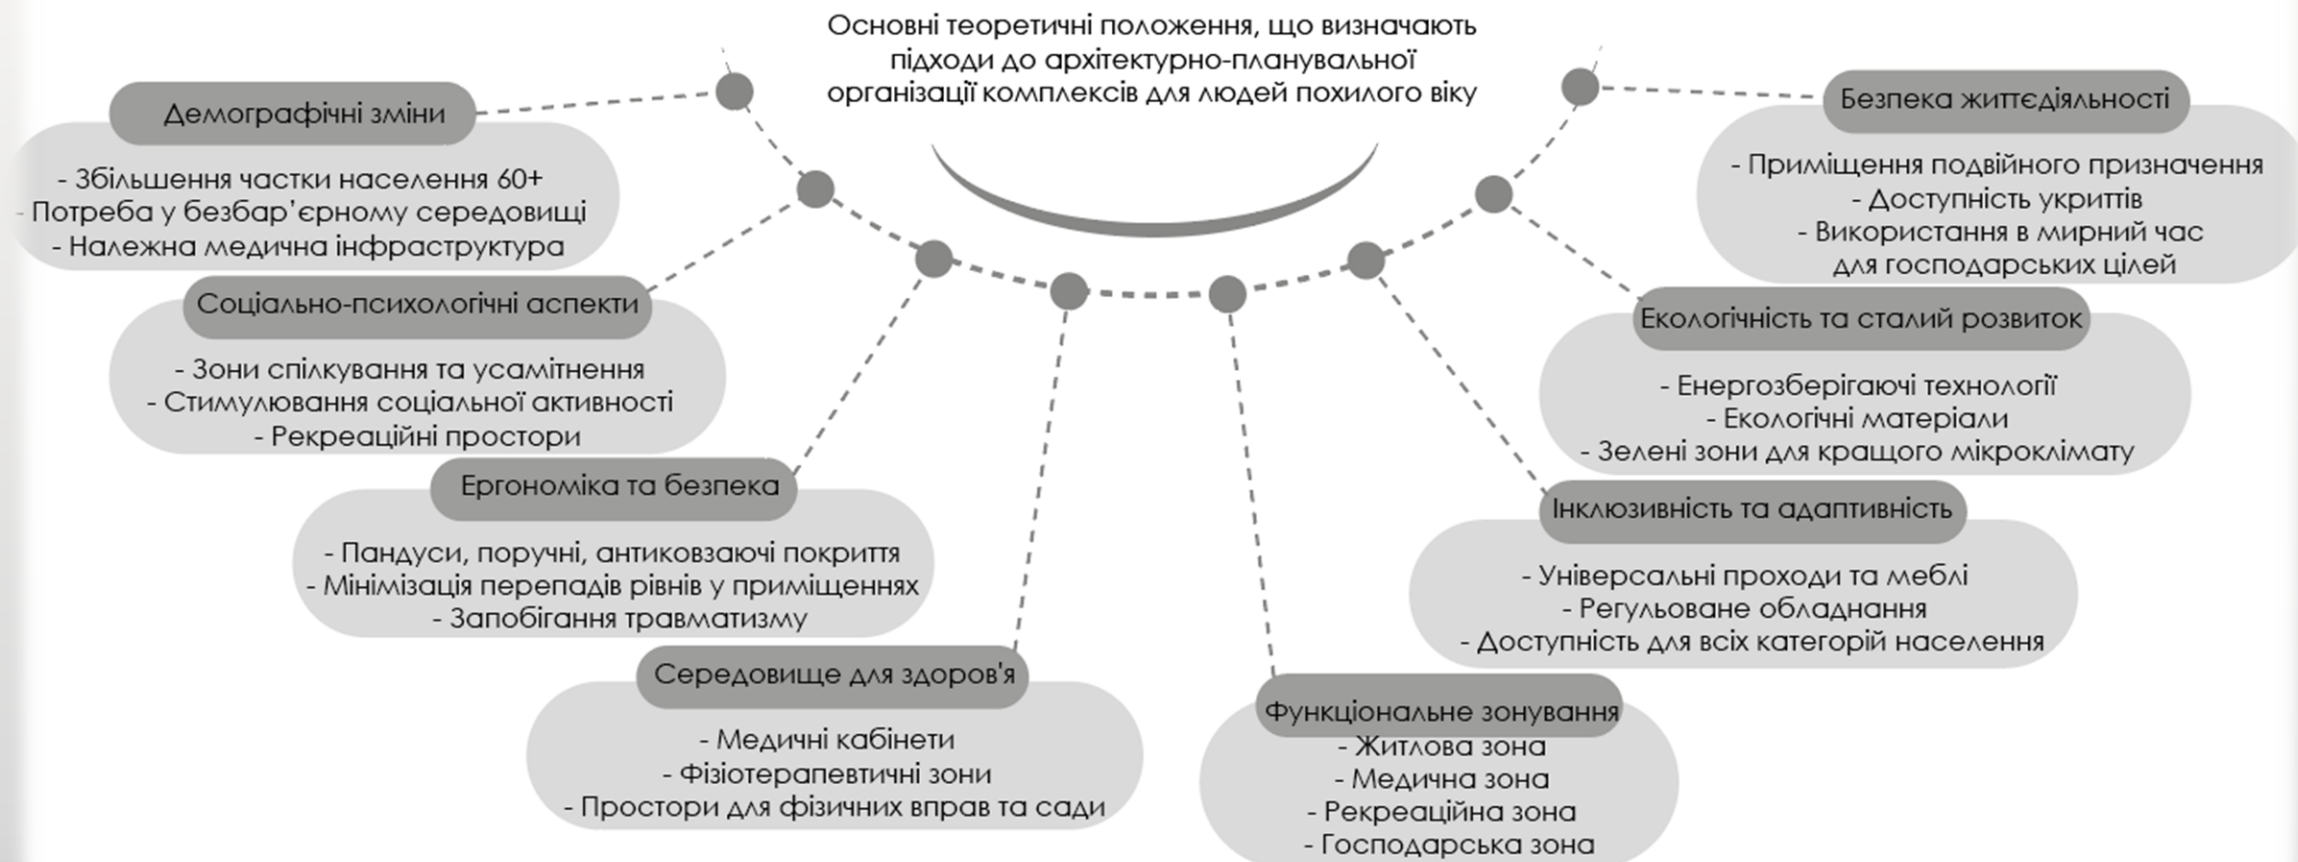 Основні теоретичні положення, що визначають
підходи до архітектурно-планувальної
організації комплексів для людей похилого віку
Демографічні зміни
- Збільшення частки населення 60+
- Потреба у безбар’єрному середовищі
- Належна медична інфраструктура
Соціально-психологічні аспекти
- Зони спілкування та усамітнення
- Стимулювання соціальної активності
- Рекреаційні простори
Ергономіка та безпека
- Пандуси, поручні, антиковзаючі покриття
- Мінімізація перепадів рівнів у приміщеннях
- Запобігання травматизму
Середовище для здоров'я
- Медичні кабінети
- Фізіотерапевтичні зони
- Простори для фізичних вправ та сади
Функціональне зонування
- Житлова зона
- Медична зона
- Рекреаційна зона
- Господарська зона
Інклюзивність та адаптивність
- Універсальні проходи та меблі
- Регульоване обладнання
- Доступність для всіх категорій населення
Екологічність та сталий розвиток
- Енергозберігаючі технології
- Екологічні матеріали
- Зелені зони для кращого мікроклімату
Безпека життєдіяльності
- Приміщення подвійного призначення
- Доступність укриттів
- Використання в мирний час
для господарських цілей